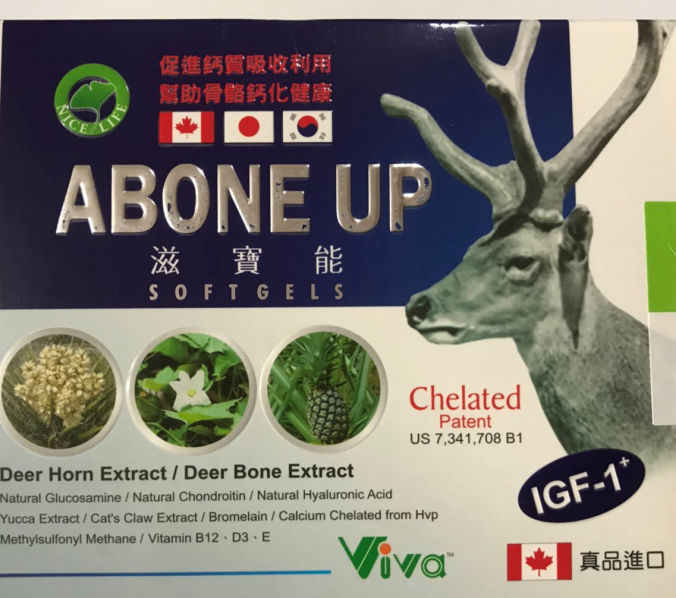 促進鈣質吸收利用
幫助骨骼鈣化健康
NICE LIFE
ABONE UP
滋寶能
SOFTGELS
Chelated
Patent
US 7,341,708 B1
Deer Horn Extract / Deer Bone Extract
Natural Glucosamine / Natural Chondroitin / Natural Hyaluronic Acid
Yucca Extract / Cat's Claw Extract / Bromelain / Calcium Chelated from Hvp
Methylsulfonyl Methane / Vitamin B12、D3、E
IGF-1+
Viva™
真品進口